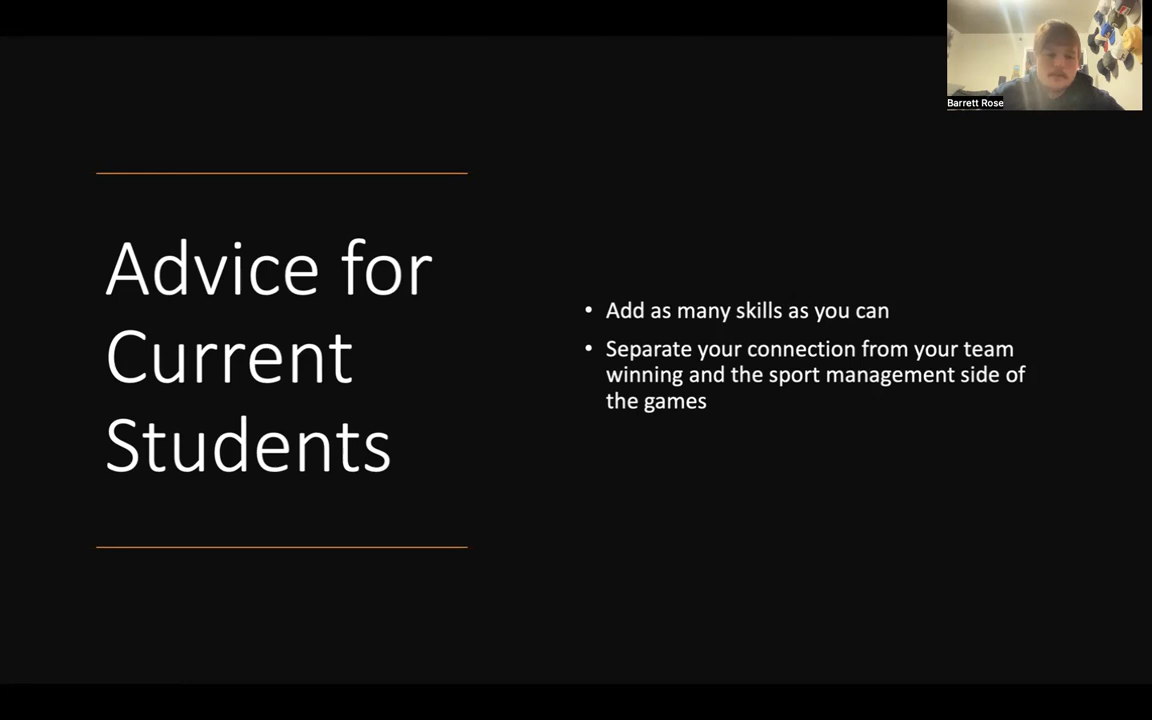 Barrett Rose
Advice for
Current
Students
• Add as many skills as you can
• Separate your connection from your team
winning and the sport management side of
the games